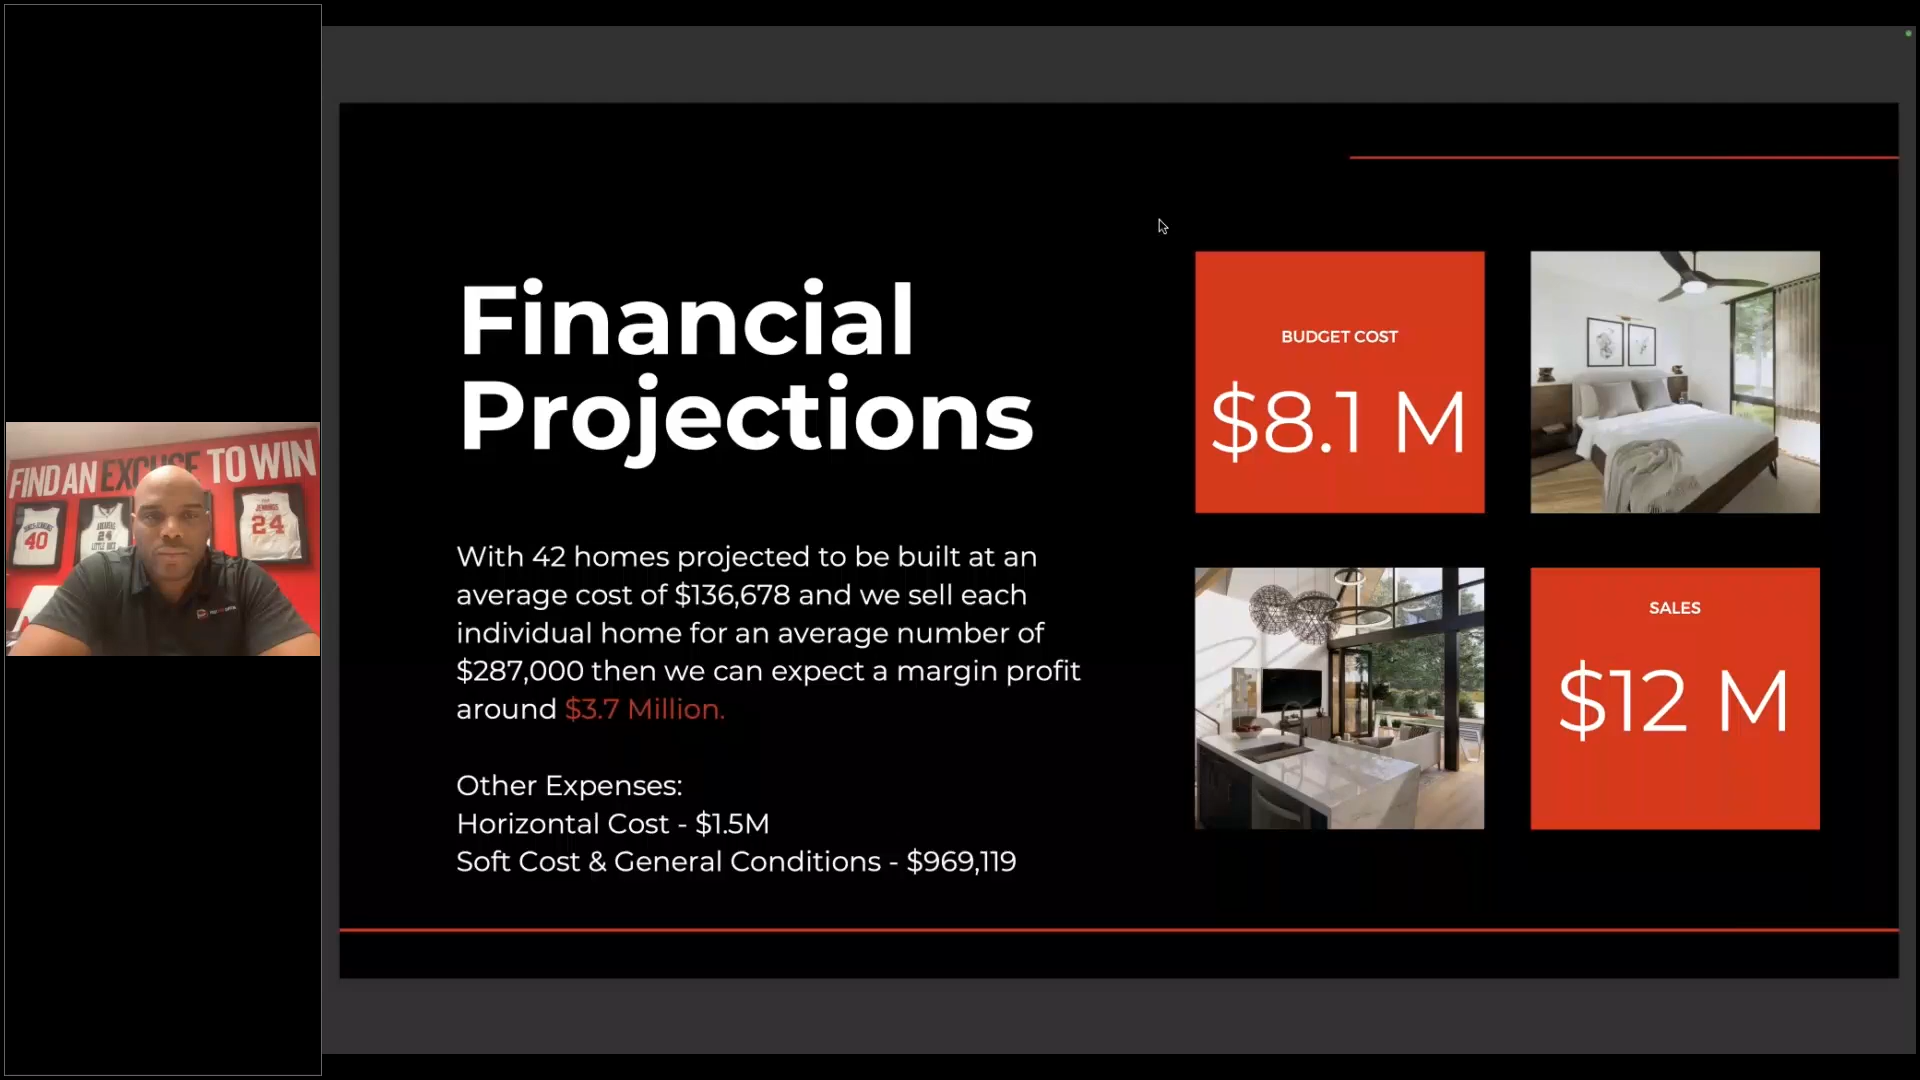 FIND AN EXCUSE TO WIN
40
24
JENNINGS
24
Financial
Projections
With 42 homes projected to be built at an
average cost of $136,678 and we sell each
individual home for an average number of
$287,000 then we can expect a margin profit
around $3.7 Million.
Other Expenses:
Horizontal Cost - $1.5M
Soft Cost & General Conditions - $969,119
BUDGET COST
$8.1 M
SALES
$12 M